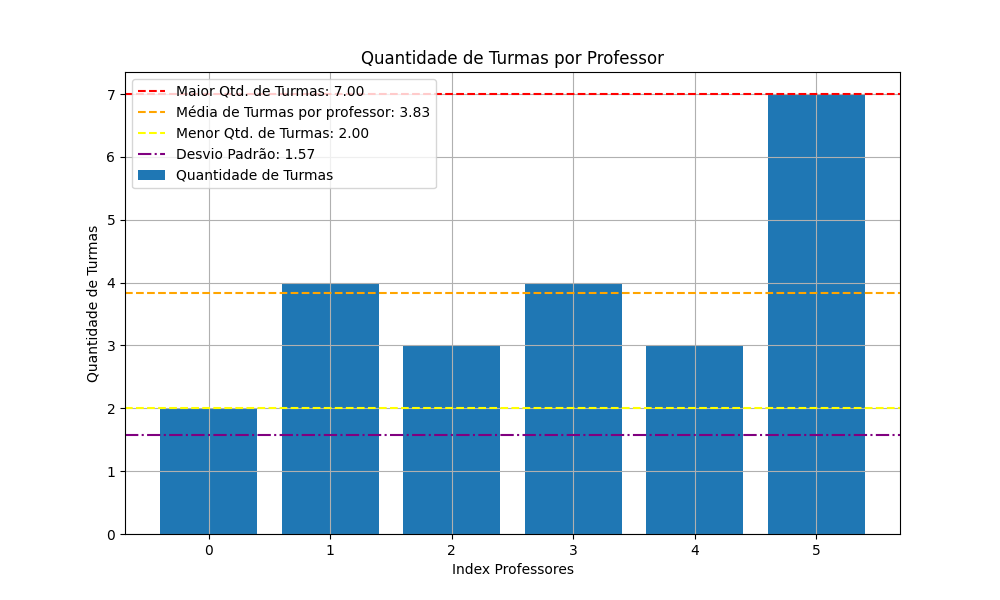 Quantidade de Turmas por Professor
Maior Qtd. de Turmas: 7.00
Média de Turmas por professor: 3.83
Menor Qtd. de Turmas: 2.00
Desvio Padrão: 1.57
Quantidade de Turmas
Quantidade de Turmas
7
6
5
4
3
2
1
0
0 1 2 3 4 5
Index Professores